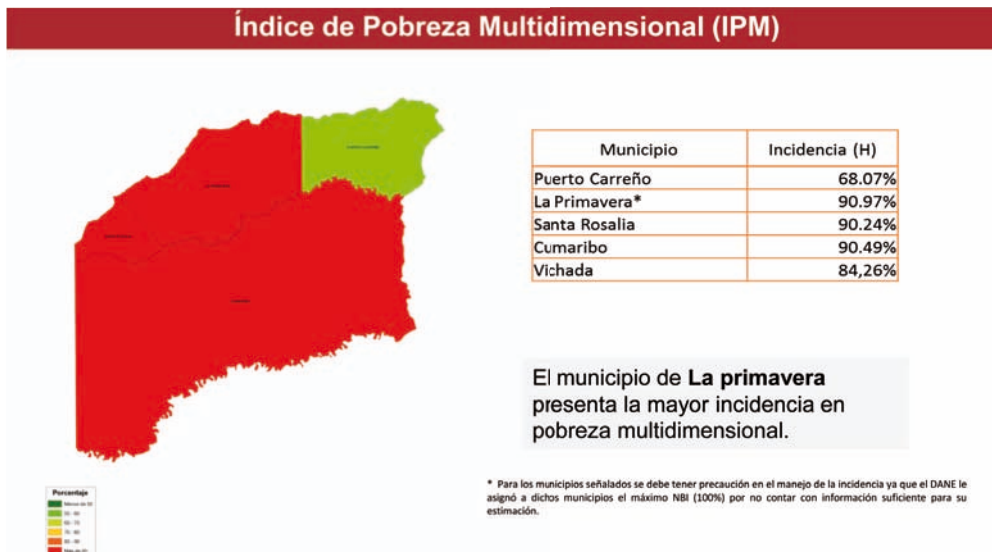 Índice de Pobreza Multidimensional (IPM)
Municipio Incidencia (H)
Puerto Carreño 68.07%
La Primavera* 90.97%
Santa Rosalia 90.24%
Cumaribo 90.49%
Vichada 84,26%
El municipio de La primavera
presenta la mayor incidencia en
pobreza multidimensional.
* Para los municipios señalados se debe tener precaución en el manejo de la incidencia ya que el DANE le
asignó a dichos municipios el máximo NBI (100%) por no contar con información suficiente para su
estimación.
Porcentaje